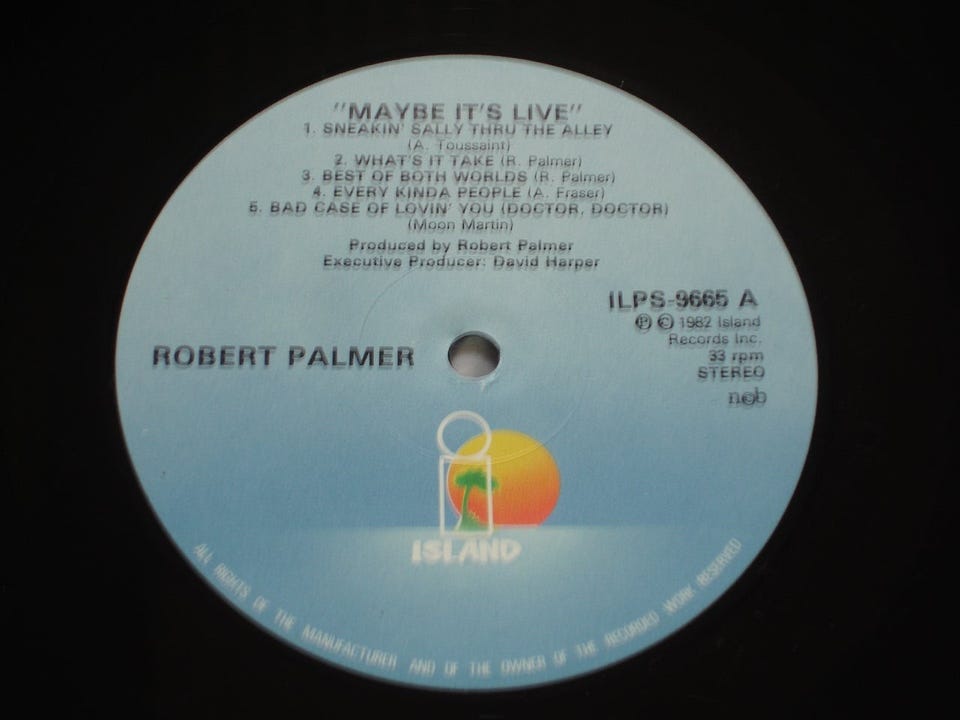 "MAYBE IT'S LIVE"
1. SNEAKIN' SALLY THRU THE ALLEY
(A. Toussaint)
2. WHAT'S IT TAKE (R. Palmer)
3. BEST OF BOTH WORLDS (R. Palmer)
4. EVERY KINDA PEOPLE (A. Fraser)
5. BAD CASE OF LOVIN' YOU (DOCTOR, DOCTOR)
(Moon Martin)
Produced by Robert Palmer
Executive Producer: David Harper
ILPS-9665 A
℗ © 1982 Island
Records Inc.
33 rpm
STEREO
ncb
ROBERT PALMER
ISLAND
ALL RIGHTS OF THE MANUFACTURER AND OF THE OWNER OF THE RECORDED WORK RESERVED